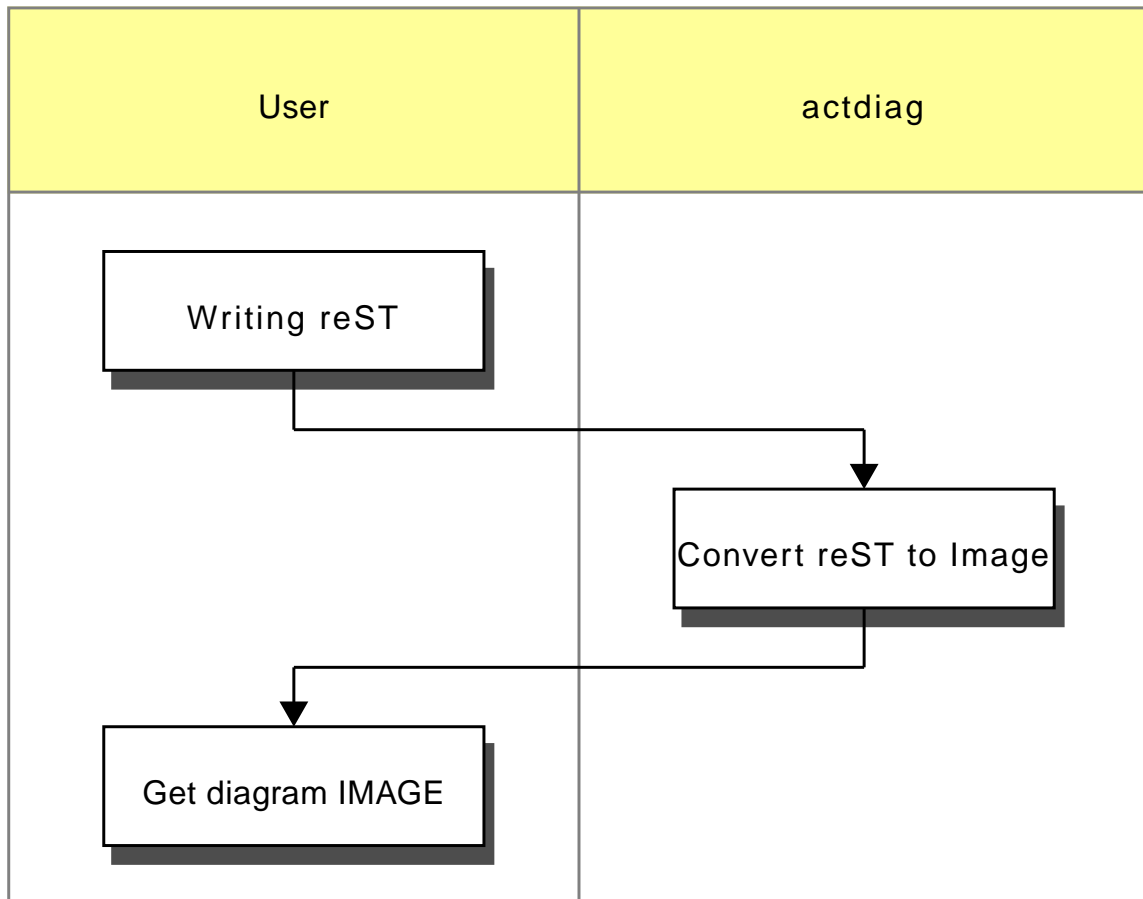 User
actdiag
Writing reST
Convert reST to Image
Get diagram IMAGE